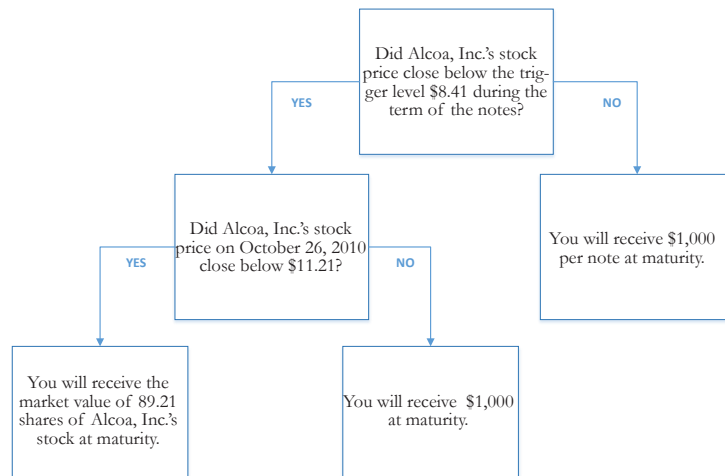 Did Alcoa, Inc.'s stock
price close below the trig-
ger level $8.41 during the
term of the notes?
YES
NO
Did Alcoa, Inc.'s stock
price on October 26, 2010
close below $11.21?
You will receive $1,000
per note at maturity.
YES
NO
You will receive the
market value of 89.21
shares of Alcoa, Inc.'s
stock at maturity.
You will receive $1,000
at maturity.